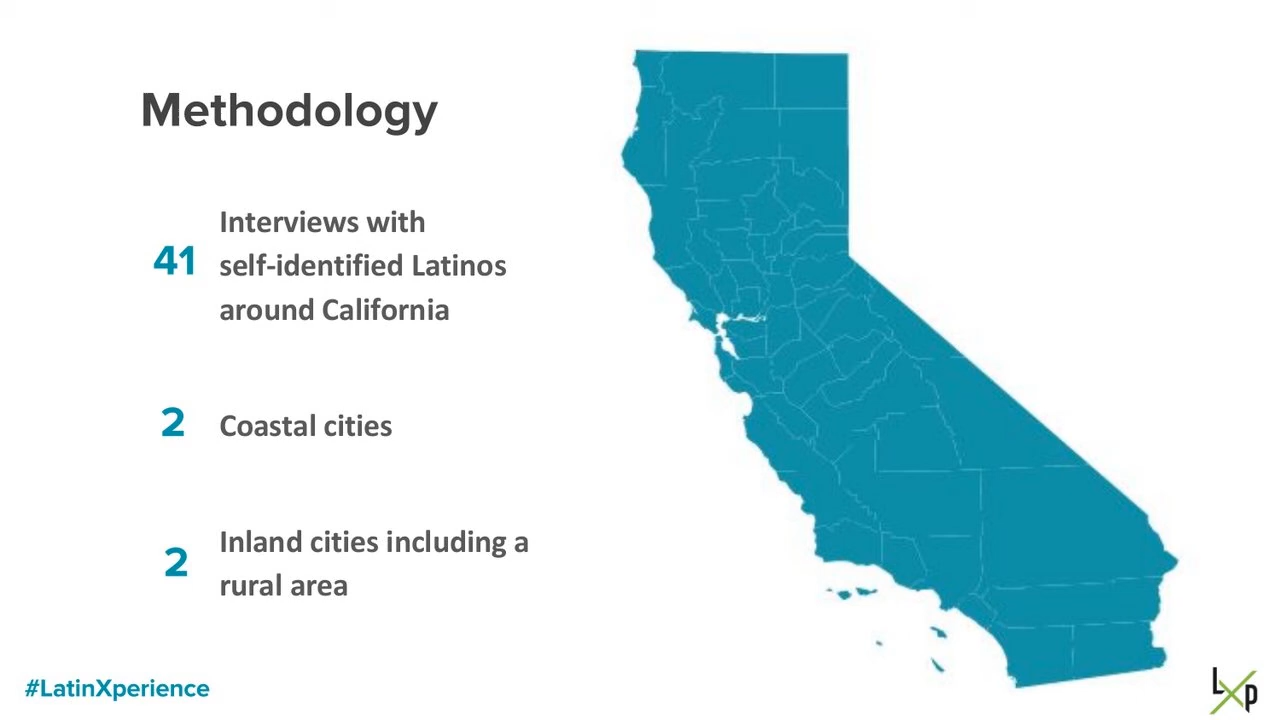 Methodology
41
Interviews with
self-identified Latinos
around California
2
Coastal cities
2
Inland cities including a
rural area
#LatinXperience
LXP